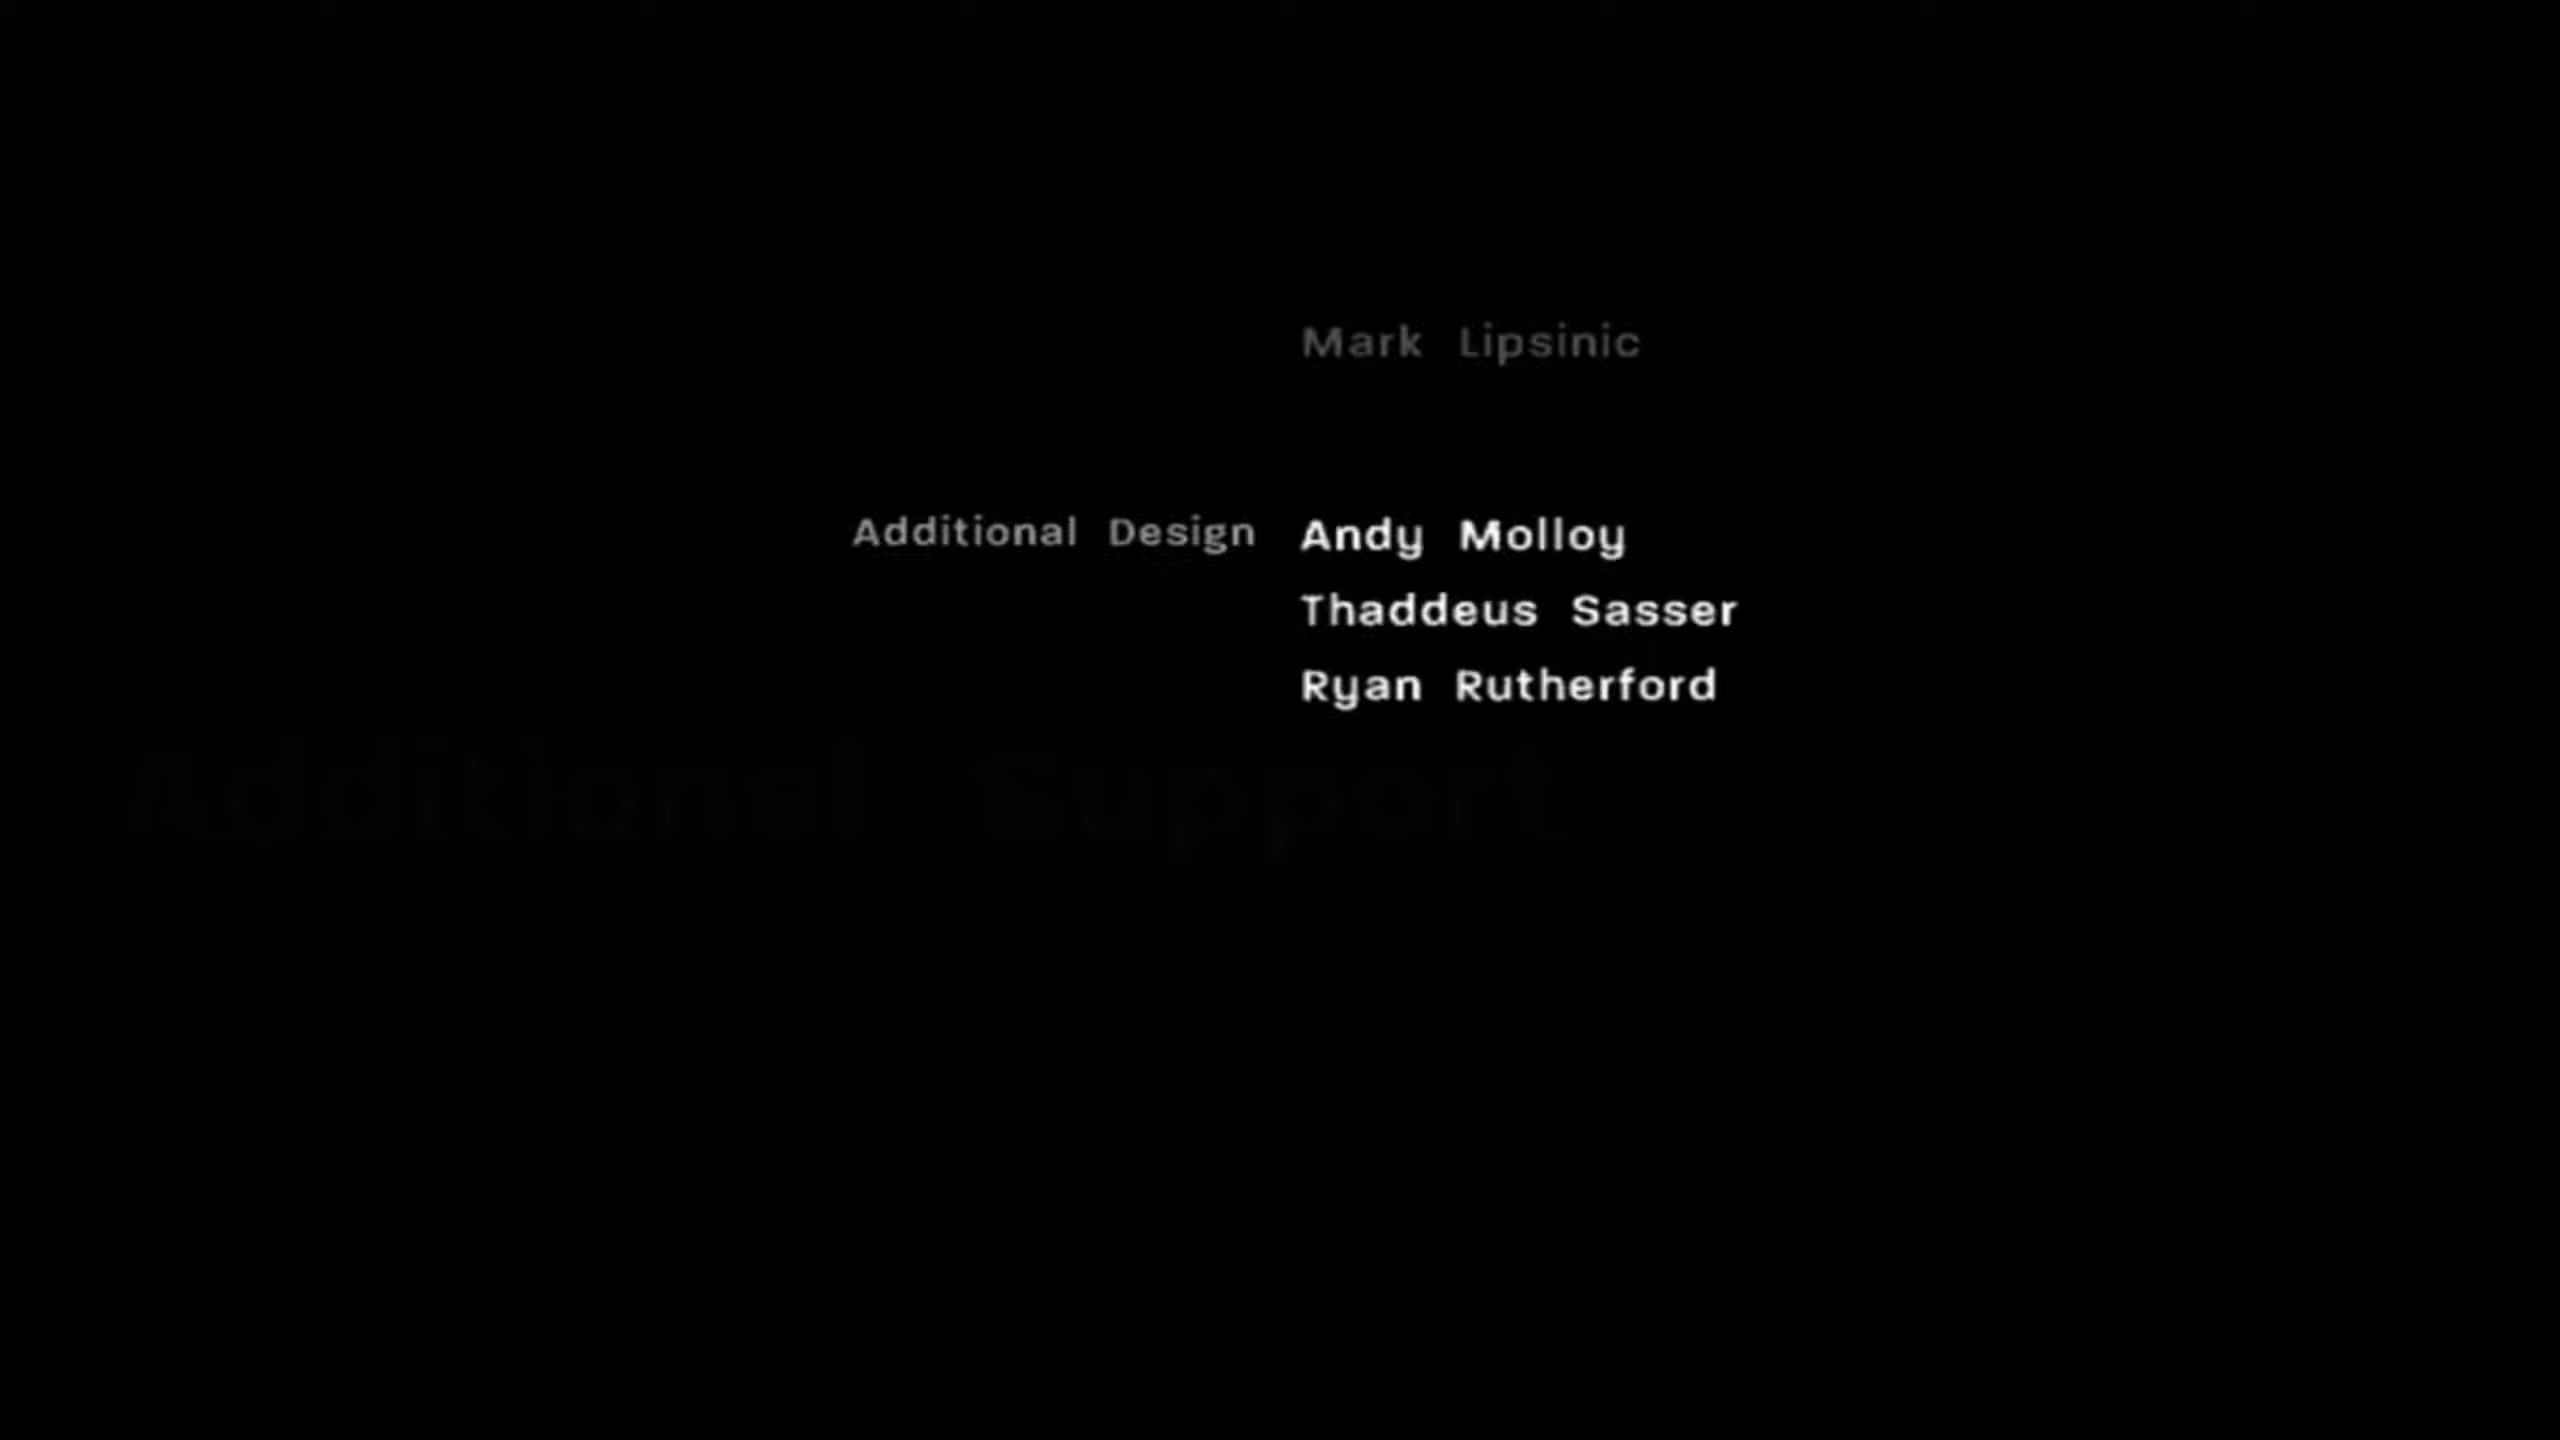 Mark Lipsinic
Additional Design Andy Molloy
Thaddeus Sasser
Ryan Rutherford
Additional Support